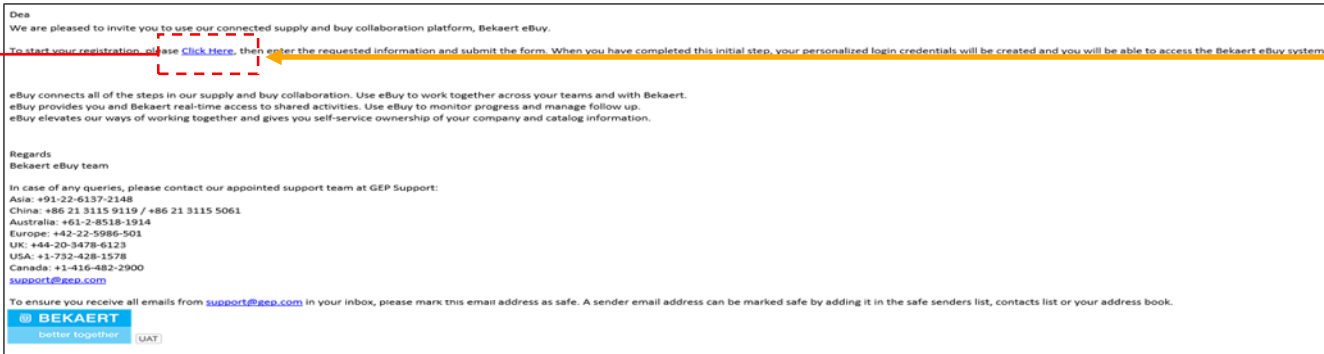 Dea
We are pleased to invite you to use our connected supply and buy collaboration platform, Bekaert eBuy.
To start your registration, please Click Here, then enter the requested information and submit the form. When you have completed this initial step, your personalized login credentials will be created and you will be able to access the Bekaert eBuy system
eBuy connects all of the steps in our supply and buy collaboration. Use eBuy to work together across your teams and with Bekaert.
eBuy provides you and Bekaert real-time access to shared activities. Use eBuy to monitor progress and manage follow up.
eBuy elevates our ways of working together and gives you self-service ownership of your company and catalog information.
Regards
Bekaert eBuy team
In case of any queries, please contact our appointed support team at GEP Support:
Asia: +91-22-6137-2148
China: +86 21 3115 9119 / +86 21 3115 5061
Australia: +61-2-8518-1914
Europe: +42-22-5986-501
UK: +44-20-3478-6123
USA: +1-732-428-1578
Canada: +1-416-482-2900
support@gep.com
To ensure you receive all emails from support@gep.com in your inbox, please mark this email address as safe. A sender email address can be marked safe by adding it in the safe senders list, contacts list or your address book.
BEKAERT
better together
UAT